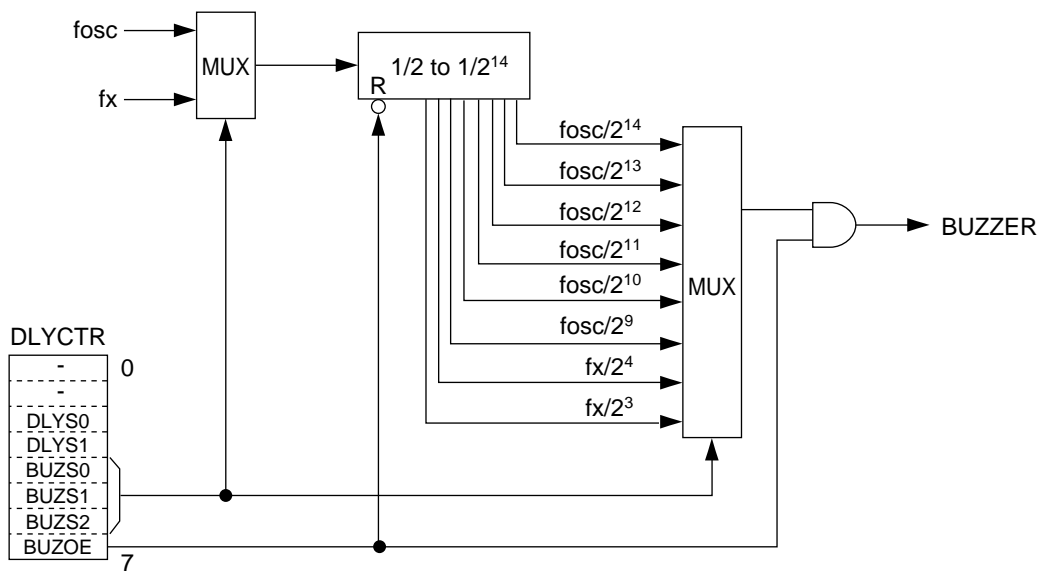 fosc
fx
MUX
1/2 to 1/2¹⁴
R
fosc/2¹⁴
fosc/2¹³
fosc/2¹²
fosc/2¹¹
fosc/2¹⁰
fosc/2⁹
fx/2⁴
fx/2³
MUX
BUZZER
DLYCTR
- 0
-
DLYS0
DLYS1
BUZS0
BUZS1
BUZS2
BUZOE
7